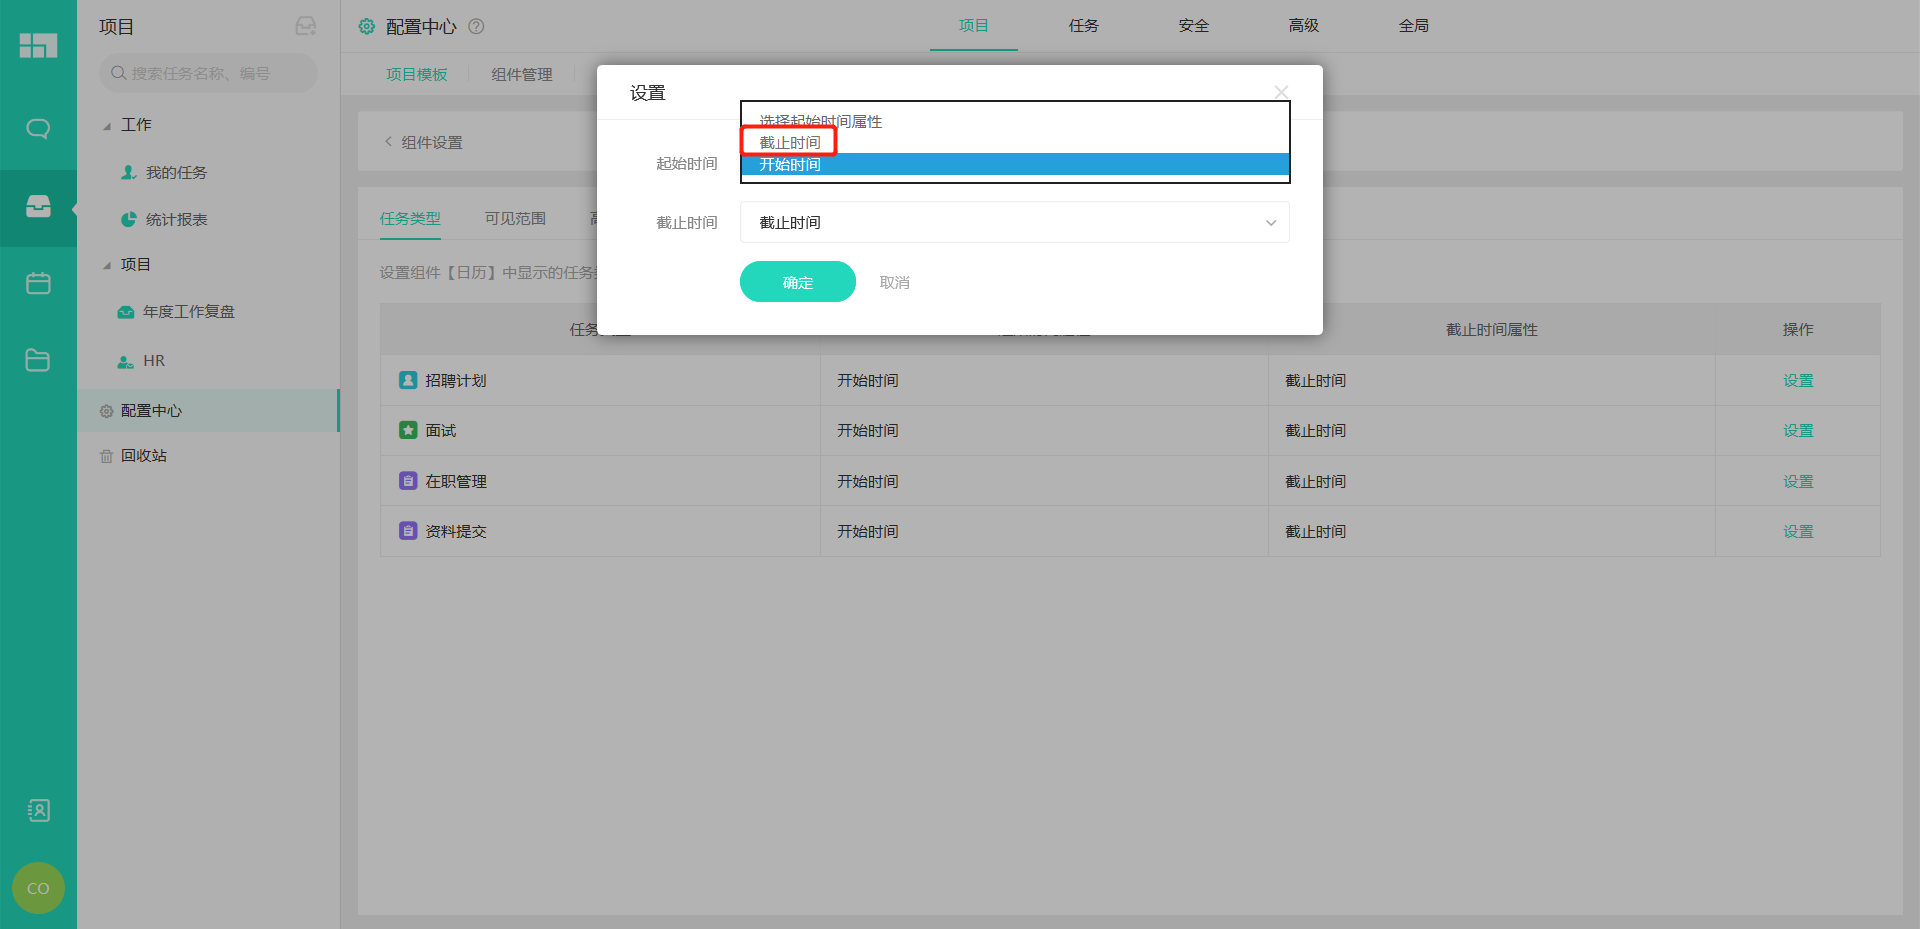 项目
搜索任务名称、编号
工作
我的任务
统计报表
项目
年度工作复盘
HR
配置中心
回收站
CO
配置中心
项目 任务 安全 高级 全局
项目模板 组件管理
组件设置
任务类型 可见范围
设置组件【日历】中显示的任务
设置
选择起始时间属性
截止时间
开始时间
起始时间
截止时间 截止时间
确定 取消
任务 截止时间属性 操作
招聘计划 开始时间 截止时间 设置
面试 开始时间 截止时间 设置
在职管理 开始时间 截止时间 设置
资料提交 开始时间 截止时间 设置